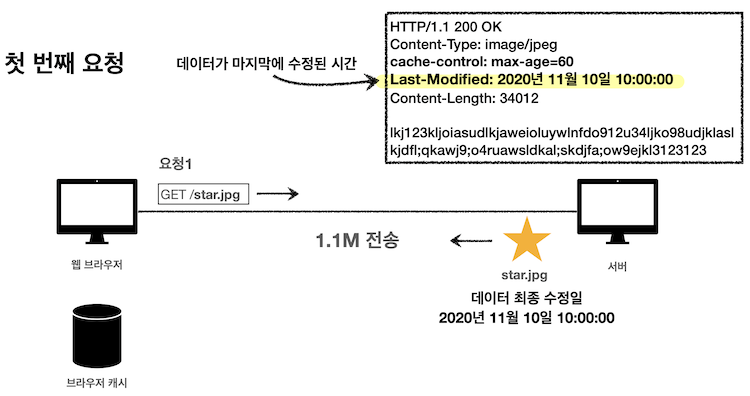 첫 번째 요청
데이터가 마지막에 수정된 시간
HTTP/1.1 200 OK
Content-Type: image/jpeg
cache-control: max-age=60
Last-Modified: 2020년 11월 10일 10:00:00
Content-Length: 34012
lkj123kljoiasudlkjaweioluywlnfdo912u34ljko98udjklasl
kjdfl;qkawj9;o4ruawsldkal;skdjfa;ow9ejkl3123123
요청1
GET /star.jpg
1.1M 전송
웹 브라우저
star.jpg
서버
데이터 최종 수정일
2020년 11월 10일 10:00:00
브라우저 캐시